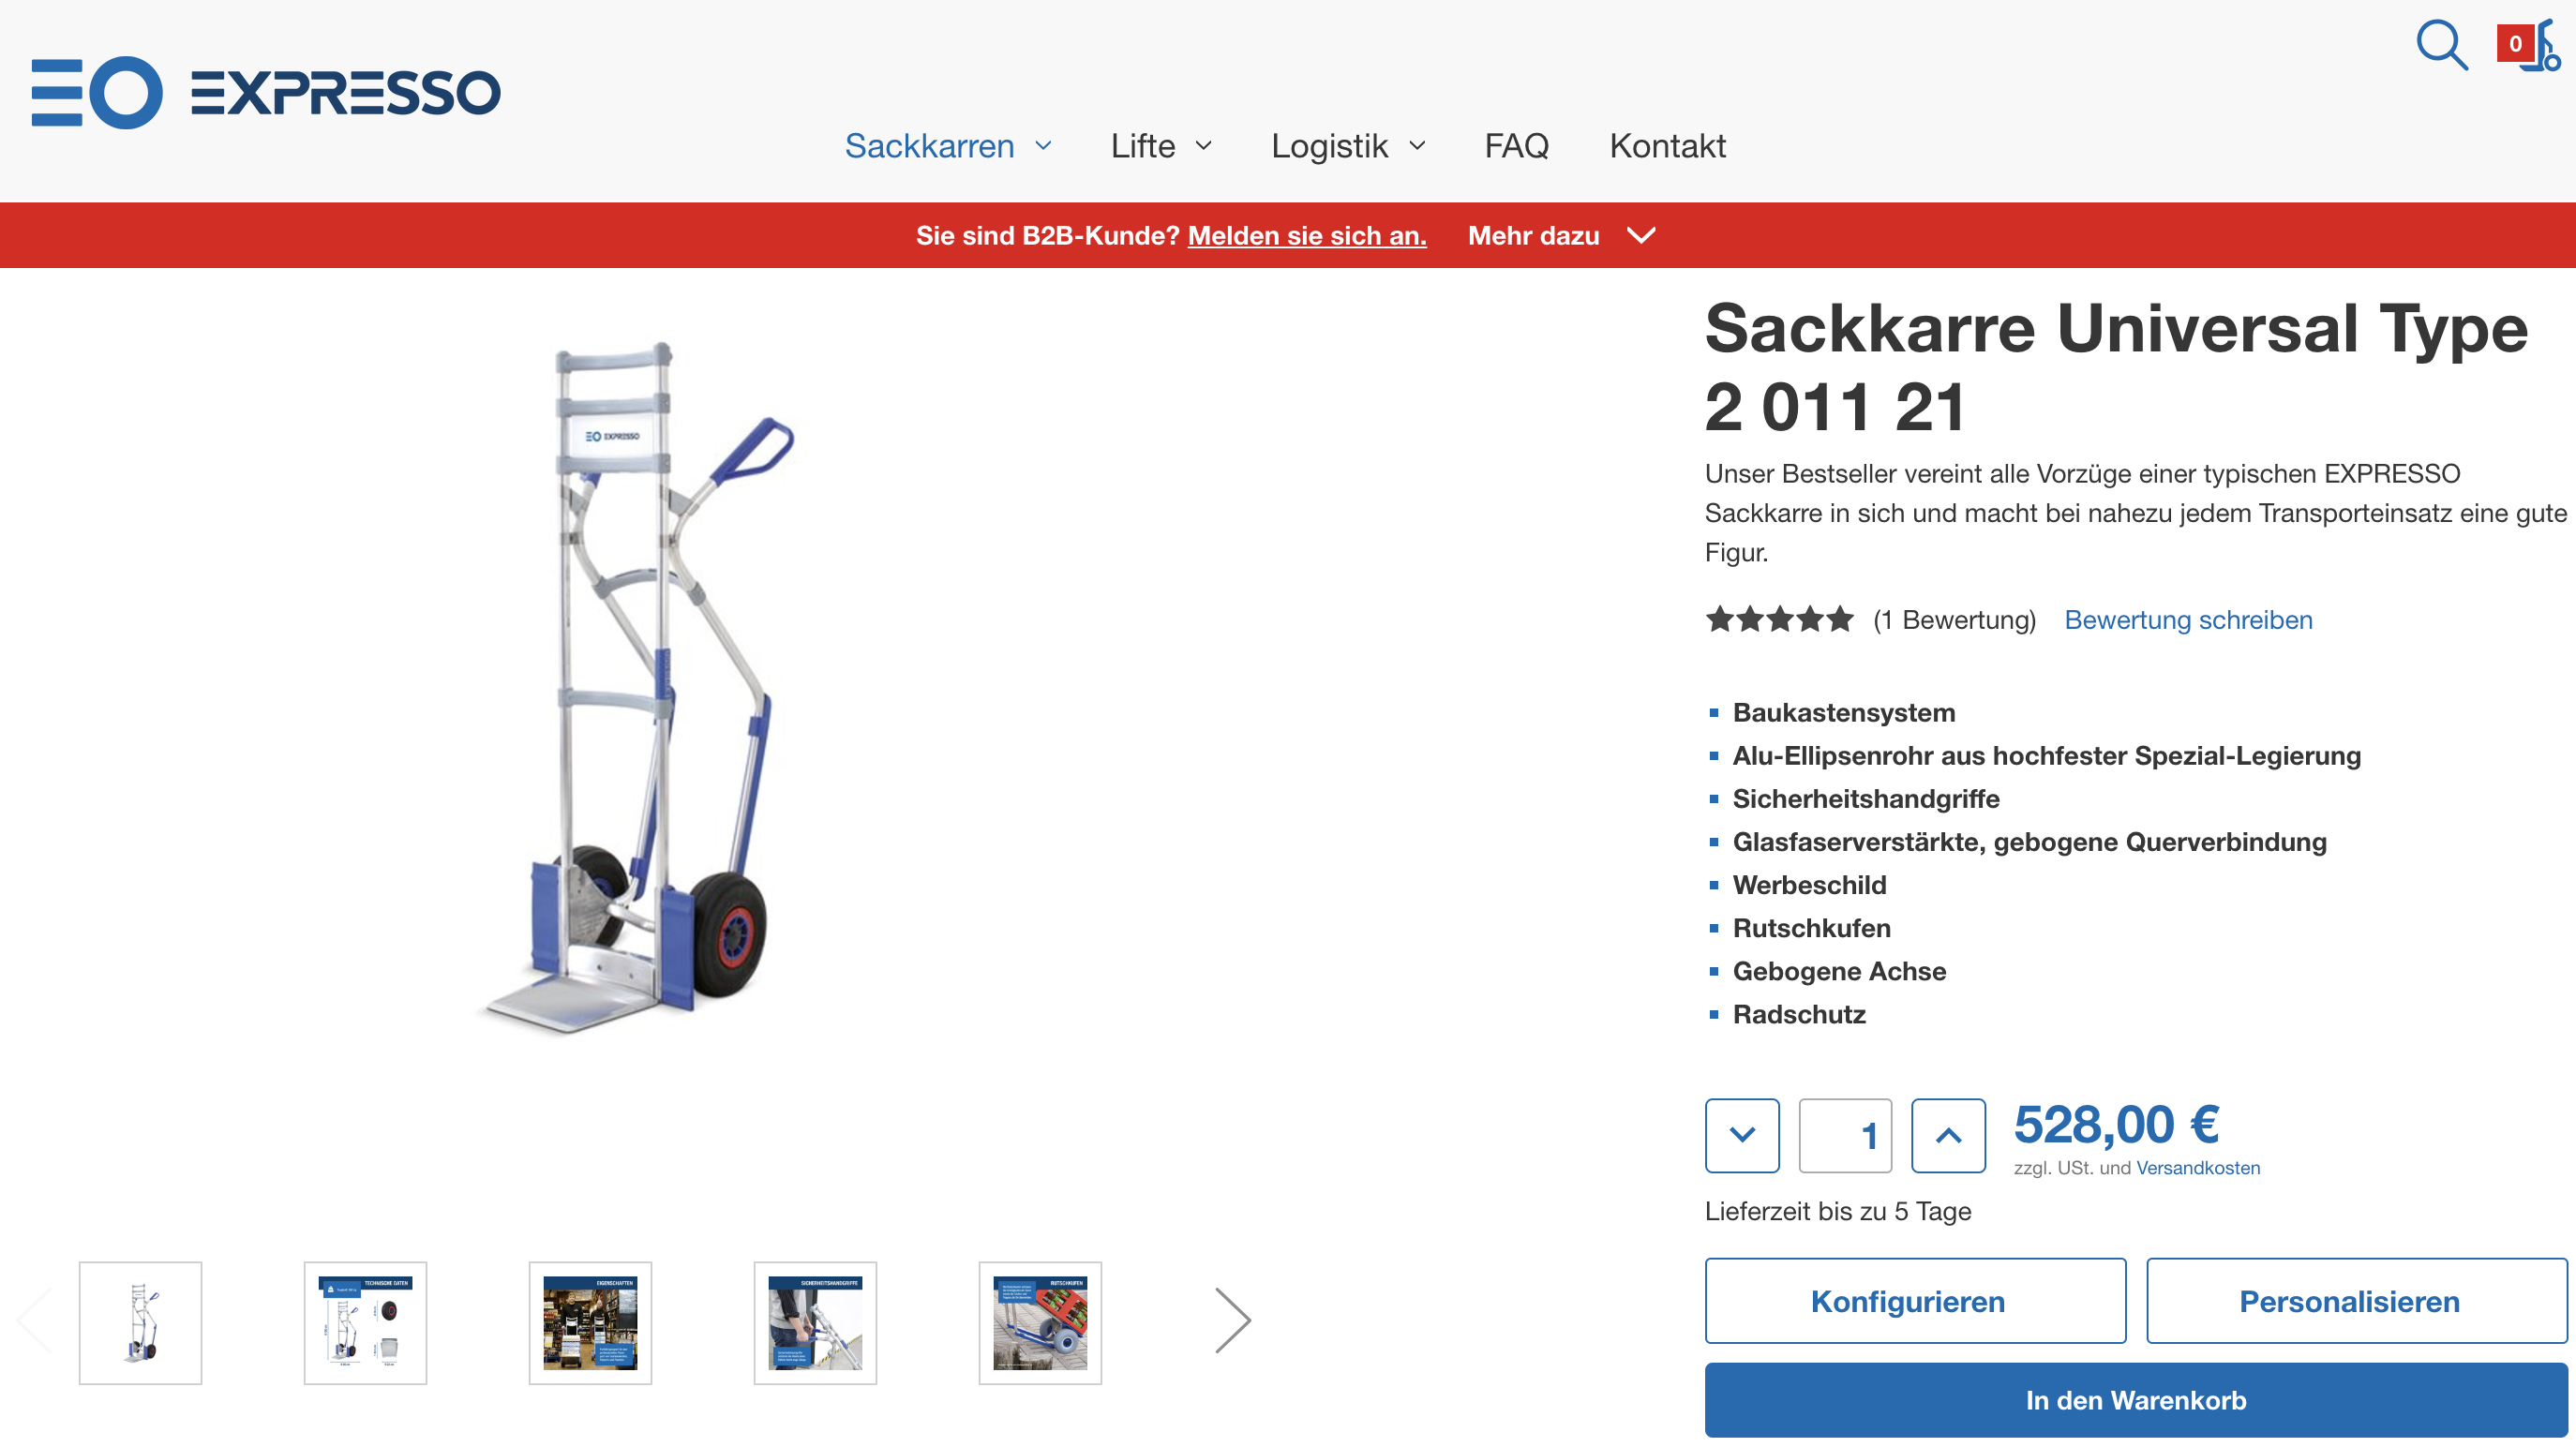 0
EXPRESSO
Sackkarren
Lifte
Logistik
FAQ
Kontakt
Sie sind B2B-Kunde? Melden sie sich an. Mehr dazu
EXPRESSO
Sackkarre Universal Type
2 011 21
Unser Bestseller vereint alle Vorzüge einer typischen EXPRESSO
Sackkarre in sich und macht bei nahezu jedem Transporteinsatz eine gute
Figur.
(1 Bewertung) Bewertung schreiben
Baukastensystem
Alu-Ellipsenrohr aus hochfester Spezial-Legierung
Sicherheitshandgriffe
Glasfaserverstärkte, gebogene Querverbindung
Werbeschild
Rutschkufen
Gebogene Achse
Radschutz
1
528,00 €
zzgl. USt. und Versandkosten
Lieferzeit bis zu 5 Tage
Konfigurieren
Personalisieren
In den Warenkorb
TECHNISCHE DATEN
EIGENSCHAFTEN
SICHERHEITSHANDGRIFFE
RUTSCHKUFEN